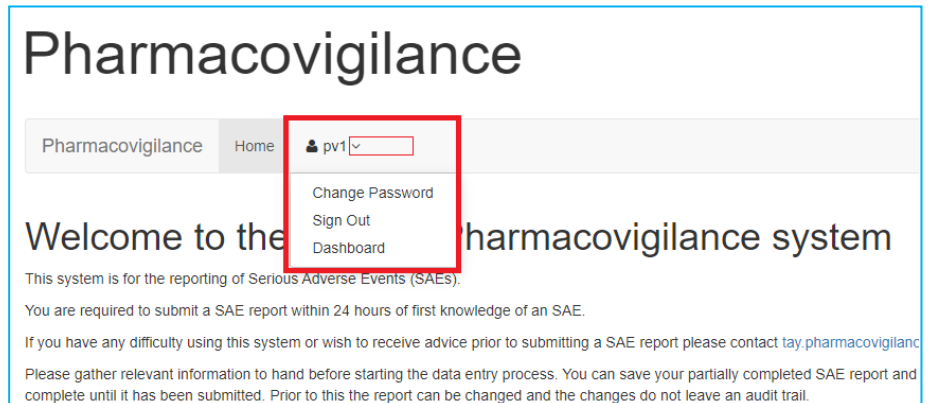 Pharmacovigilance
Pharmacovigilance Home pv1
Change Password
Sign Out
Dashboard
Welcome to the harmacovigilance system
This system is for the reporting of Serious Adverse Events (SAEs).
You are required to submit a SAE report within 24 hours of first knowledge of an SAE.
If you have any difficulty using this system or wish to receive advice prior to submitting a SAE report please contact tay.pharmacovigilanc
Please gather relevant information to hand before starting the data entry process. You can save your partially completed SAE report and
complete until it has been submitted. Prior to this the report can be changed and the changes do not leave an audit trail.